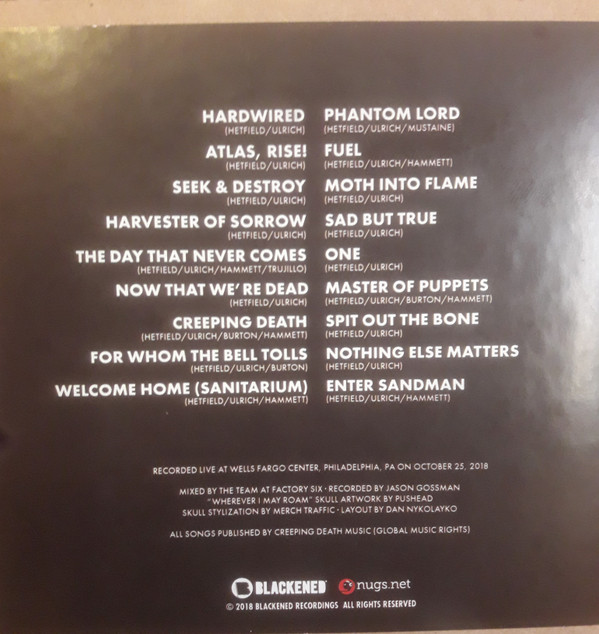 HARDWIRED
(HETFIELD/ULRICH)
ATLAS, RISE!
(HETFIELD/ULRICH)
SEEK & DESTROY
(HETFIELD/ULRICH)
HARVESTER OF SORROW
(HETFIELD/ULRICH)
THE DAY THAT NEVER COMES
(HETFIELD/ULRICH/HAMMETT/TRUJILLO)
NOW THAT WE'RE DEAD
(HETFIELD/ULRICH)
CREEPING DEATH
(HETFIELD/ULRICH/BURTON/HAMMETT)
FOR WHOM THE BELL TOLLS
(HETFIELD/ULRICH/BURTON)
WELCOME HOME (SANITARIUM)
(HETFIELD/ULRICH/HAMMETT)
PHANTOM LORD
(HETFIELD/ULRICH/MUSTAINE)
FUEL
(HETFIELD/ULRICH/HAMMETT)
MOTH INTO FLAME
(HETFIELD/ULRICH)
SAD BUT TRUE
(HETFIELD/ULRICH)
ONE
(HETFIELD/ULRICH)
MASTER OF PUPPETS
(HETFIELD/ULRICH/BURTON/HAMMETT)
SPIT OUT THE BONE
(HETFIELD/ULRICH)
NOTHING ELSE MATTERS
(HETFIELD/ULRICH)
ENTER SANDMAN
(HETFIELD/ULRICH/HAMMETT)
RECORDED LIVE AT WELLS FARGO CENTER, PHILADELPHIA, PA ON OCTOBER 25, 2018
MIXED BY THE TEAM AT FACTORY SIX · RECORDED BY JASON GOSSMAN
"WHEREVER I MAY ROAM" SKULL ARTWORK BY PUSHEAD
SKULL STYLIZATION BY MERCH TRAFFIC · LAYOUT BY DAN NYKOLAYKO
ALL SONGS PUBLISHED BY CREEPING DEATH MUSIC (GLOBAL MUSIC RIGHTS)
BLACKENED nugs.net
© 2018 BLACKENED RECORDINGS ALL RIGHTS RESERVED